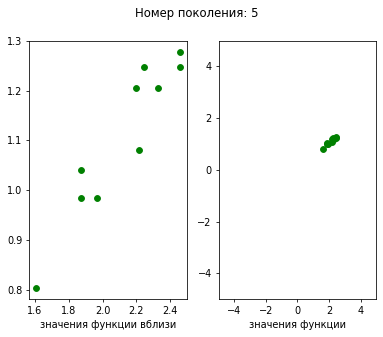 Номер поколения: 5
1.3
1.2
1.1
1.0
0.9
0.8
1.6 1.8 2.0 2.2 2.4
значения функции вблизи
4
2
0
−2
−4
−4 −2 0 2 4
значения функции